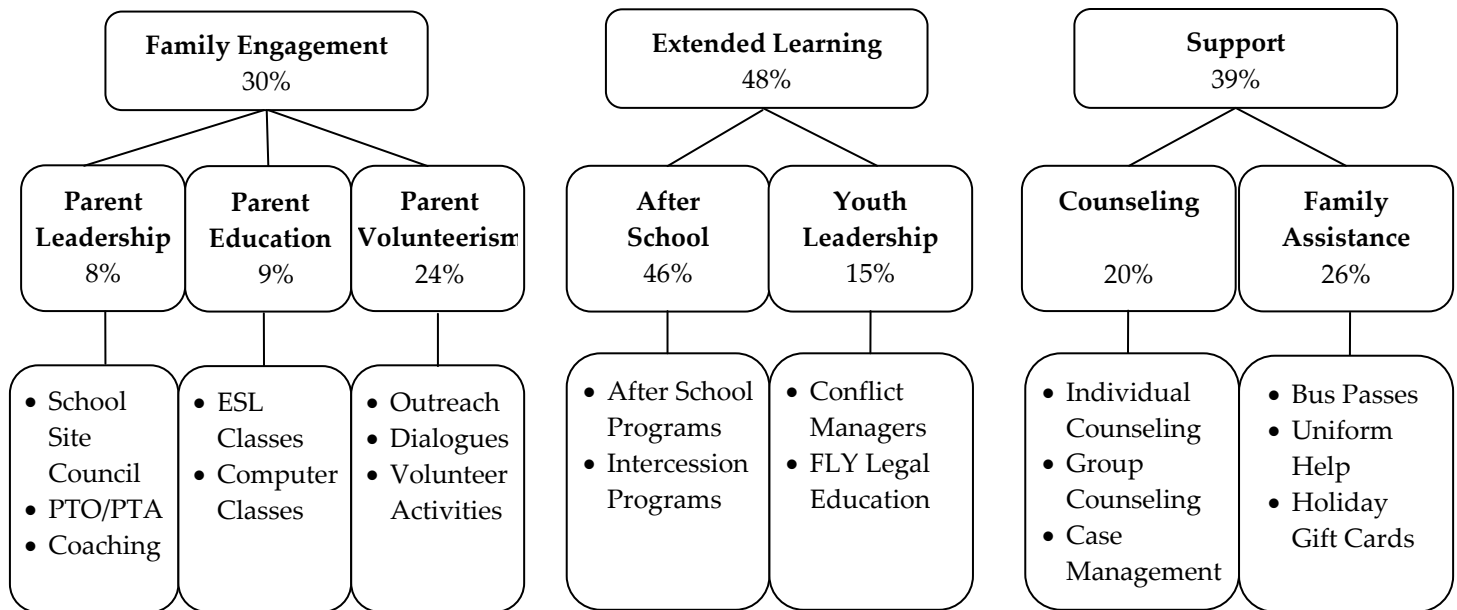 Family Engagement
30%
Extended Learning
48%
Support
39%
Parent
Leadership
8%
Parent
Education
9%
Parent
Volunteerism
24%
After
School
46%
Youth
Leadership
15%
Counseling
20%
Family
Assistance
26%
• School
Site
Council
• PTO/PTA
• Coaching
• ESL
Classes
• Computer
Classes
• Outreach
• Dialogues
• Volunteer
Activities
• After School
Programs
• Intercession
Programs
• Conflict
Managers
• FLY Legal
Education
• Individual
Counseling
• Group
Counseling
• Case
Management
• Bus Passes
• Uniform
Help
• Holiday
Gift Cards